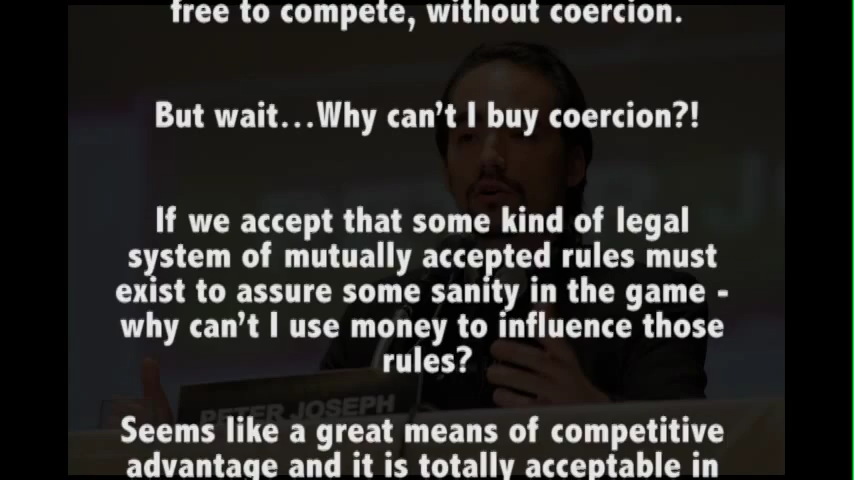 free to compete, without coercion.
But wait...Why can't I buy coercion?!
If we accept that some kind of legal
system of mutually accepted rules must
exist to assure some sanity in the game -
why can't I use money to influence those
rules?
PETER JOSEPH
Seems like a great means of competitive
advantage and it is totally acceptable in